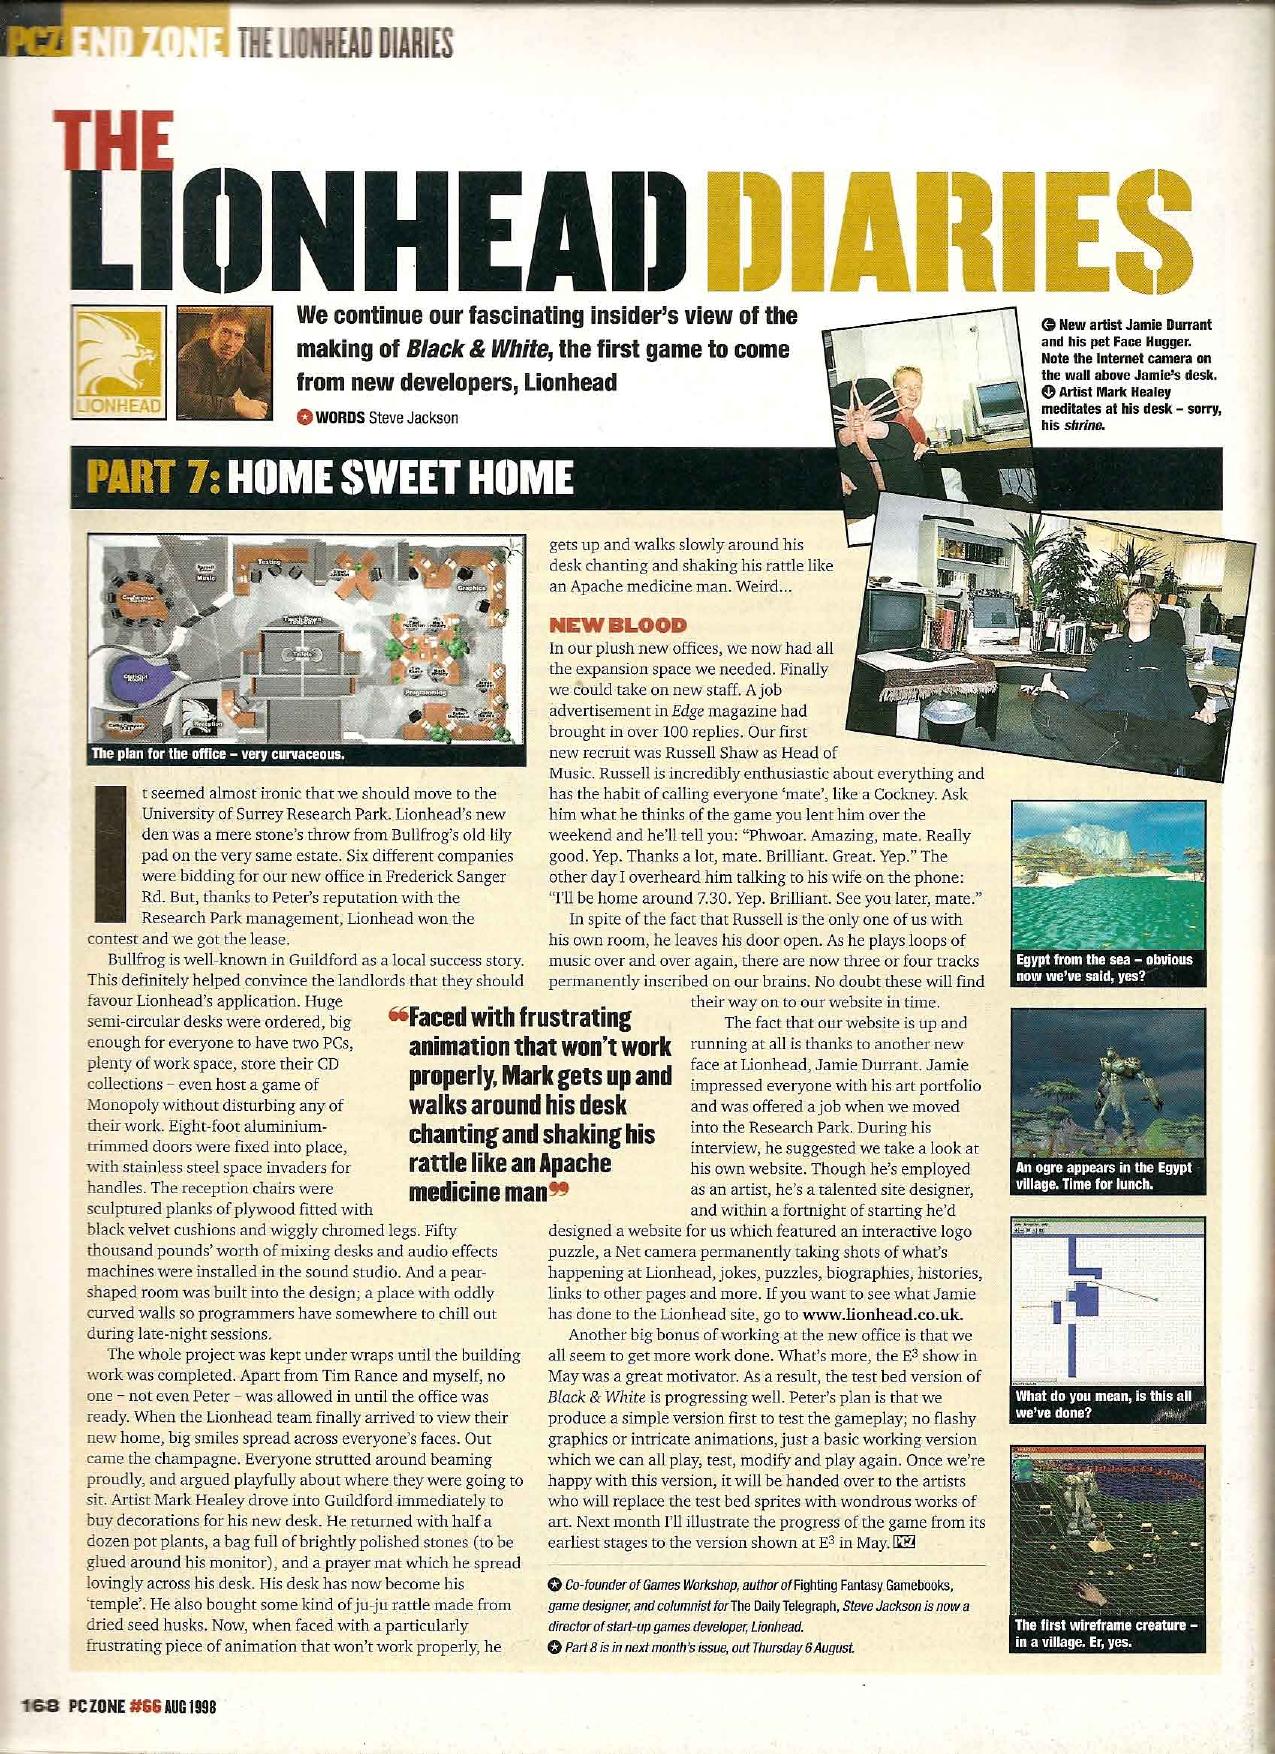 PCZ END ZONE THE LIONHEAD DIARIES
THE
LIONHEAD DIARIES
LIONHEAD
We continue our fascinating insider's view of the
making of Black & White, the first game to come
from new developers, Lionhead
WORDS Steve Jackson
New artist Jamie Durrant
and his pet Face Hugger.
Note the Internet camera on
the wall above Jamie's desk.
Artist Mark Healey
meditates at his desk – sorry,
his shrine.
PART 7: HOME SWEET HOME
The plan for the office – very curvaceous.
It seemed almost ironic that we should move to the
University of Surrey Research Park. Lionhead's new
den was a mere stone's throw from Bullfrog's old lily
pad on the very same estate. Six different companies
were bidding for our new office in Frederick Sanger
Rd. But, thanks to Peter's reputation with the
Research Park management, Lionhead won the
contest and we got the lease.
Bullfrog is well-known in Guildford as a local success story.
This definitely helped convince the landlords that they should
favour Lionhead's application. Huge
semi-circular desks were ordered, big
enough for everyone to have two PCs,
plenty of work space, store their CD
collections – even host a game of
Monopoly without disturbing any of
their work. Eight-foot aluminium-
trimmed doors were fixed into place,
with stainless steel space invaders for
handles. The reception chairs were
sculptured planks of plywood fitted with
black velvet cushions and wiggly chromed legs. Fifty
thousand pounds' worth of mixing desks and audio effects
machines were installed in the sound studio. And a pear-
shaped room was built into the design; a place with oddly
curved walls so programmers have somewhere to chill out
during late-night sessions.
The whole project was kept under wraps until the building
work was completed. Apart from Tim Rance and myself, no
one – not even Peter – was allowed in until the office was
ready. When the Lionhead team finally arrived to view their
new home, big smiles spread across everyone's faces. Out
came the champagne. Everyone strutted around beaming
proudly, and argued playfully about where they were going to
sit. Artist Mark Healey drove into Guildford immediately to
buy decorations for his new desk. He returned with half a
dozen pot plants, a bag full of brightly polished stones (to be
glued around his monitor), and a prayer mat which he spread
lovingly across his desk. His desk has now become his
'temple'. He also bought some kind of ju-ju rattle made from
dried seed husks. Now, when faced with a particularly
frustrating piece of animation that won't work properly, he
“Faced with frustrating
animation that won't work
properly, Mark gets up and
walks around his desk
chanting and shaking his
rattle like an Apache
medicine man”
gets up and walks slowly around his
desk chanting and shaking his rattle like
an Apache medicine man. Weird...
NEW BLOOD
In our plush new offices, we now had all
the expansion space we needed. Finally
we could take on new staff. A job
advertisement in Edge magazine had
brought in over 100 replies. Our first
new recruit was Russell Shaw as Head of
Music. Russell is incredibly enthusiastic about everything and
has the habit of calling everyone 'mate', like a Cockney. Ask
him what he thinks of the game you lent him over the
weekend and he'll tell you: "Phwoar. Amazing, mate. Really
good. Yep. Thanks a lot, mate. Brilliant. Great. Yep." The
other day I overheard him talking to his wife on the phone:
"I'll be home around 7.30. Yep. Brilliant. See you later, mate."
In spite of the fact that Russell is the only one of us with
his own room, he leaves his door open. As he plays loops of
music over and over again, there are now three or four tracks
permanently inscribed on our brains. No doubt these will find
their way on to our website in time.
The fact that our website is up and
running at all is thanks to another new
face at Lionhead, Jamie Durrant. Jamie
impressed everyone with his art portfolio
and was offered a job when we moved
into the Research Park. During his
interview, he suggested we take a look at
his own website. Though he's employed
as an artist, he's a talented site designer,
and within a fortnight of starting he'd
designed a website for us which featured an interactive logo
puzzle, a Net camera permanently taking shots of what's
happening at Lionhead, jokes, puzzles, biographies, histories,
links to other pages and more. If you want to see what Jamie
has done to the Lionhead site, go to www.lionhead.co.uk.
Another big bonus of working at the new office is that we
all seem to get more work done. What's more, the E³ show in
May was a great motivator. As a result, the test bed version of
Black & White is progressing well. Peter's plan is that we
produce a simple version first to test the gameplay; no flashy
graphics or intricate animations, just a basic working version
which we can all play, test, modify and play again. Once we're
happy with this version, it will be handed over to the artists
who will replace the test bed sprites with wondrous works of
art. Next month I'll illustrate the progress of the game from its
earliest stages to the version shown at E³ in May. PCZ
Co-founder of Games Workshop, author of Fighting Fantasy Gamebooks,
game designer, and columnist for The Daily Telegraph, Steve Jackson is now a
director of start-up games developer, Lionhead.
Part 8 is in next month's issue, out Thursday 6 August.
Egypt from the sea – obvious
now we've said, yes?
An ogre appears in the Egypt
village. Time for lunch.
What do you mean, is this all
we've done?
The first wireframe creature –
in a village. Er, yes.
168 PC ZONE #66 AUG 1998